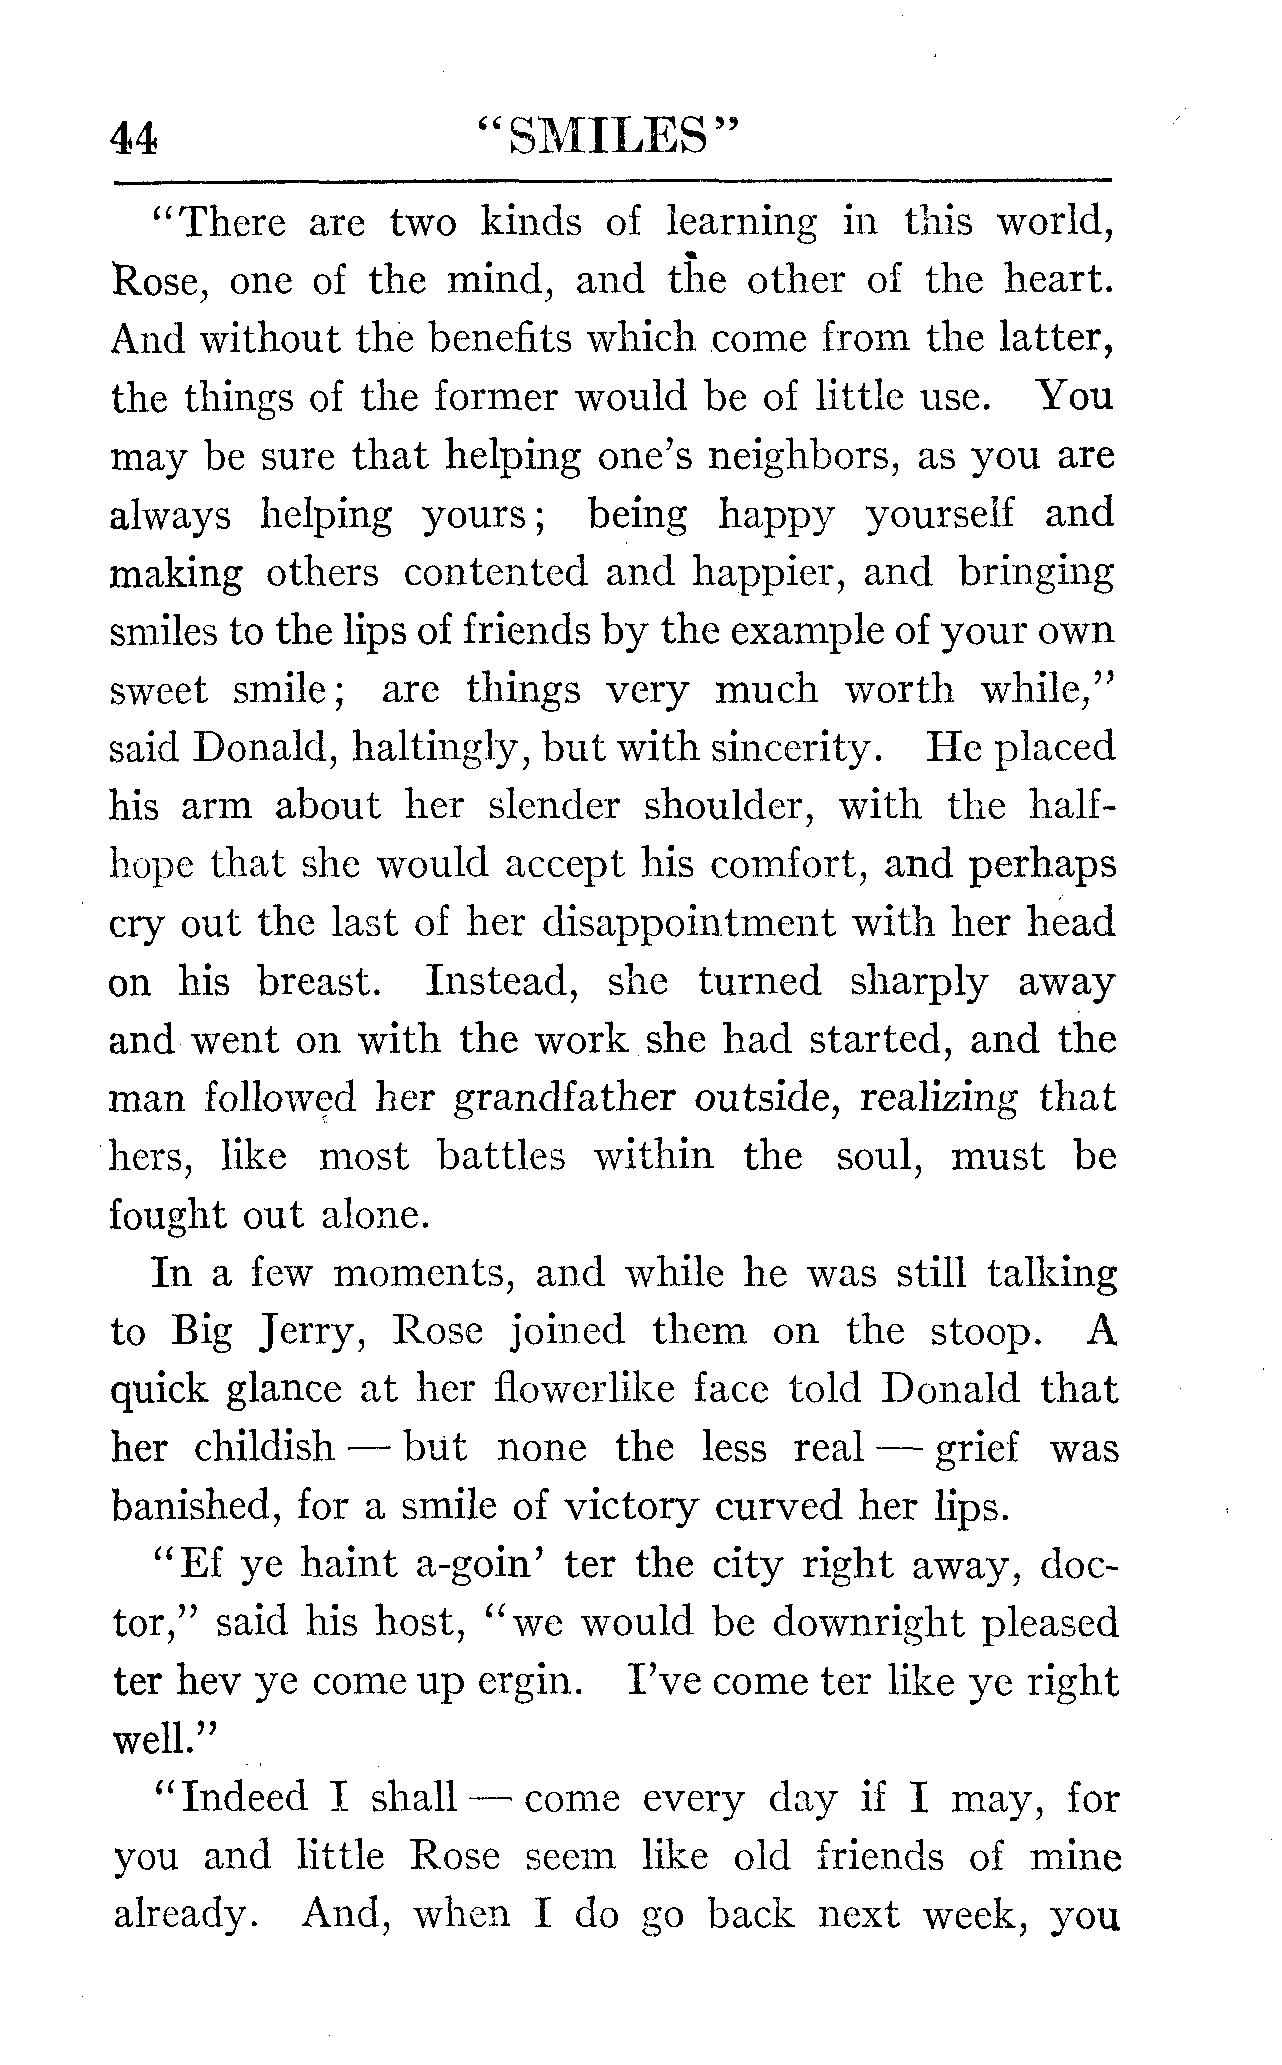 44 "SMILES"
"There are two kinds of learning in this world,
Rose, one of the mind, and the other of the heart.
And without the benefits which come from the latter,
the things of the former would be of little use. You
may be sure that helping one's neighbors, as you are
always helping yours; being happy yourself and
making others contented and happier, and bringing
smiles to the lips of friends by the example of your own
sweet smile; are things very much worth while,"
said Donald, haltingly, but with sincerity. He placed
his arm about her slender shoulder, with the half-
hope that she would accept his comfort, and perhaps
cry out the last of her disappointment with her head
on his breast. Instead, she turned sharply away
and went on with the work she had started, and the
man followed her grandfather outside, realizing that
hers, like most battles within the soul, must be
fought out alone.
In a few moments, and while he was still talking
to Big Jerry, Rose joined them on the stoop. A
quick glance at her flowerlike face told Donald that
her childish — but none the less real — grief was
banished, for a smile of victory curved her lips.
"Ef ye haint a-goin' ter the city right away, doc-
tor," said his host, "we would be downright pleased
ter hev ye come up ergin. I've come ter like ye right
well."
"Indeed I shall — come every day if I may, for
you and little Rose seem like old friends of mine
already. And, when I do go back next week, you